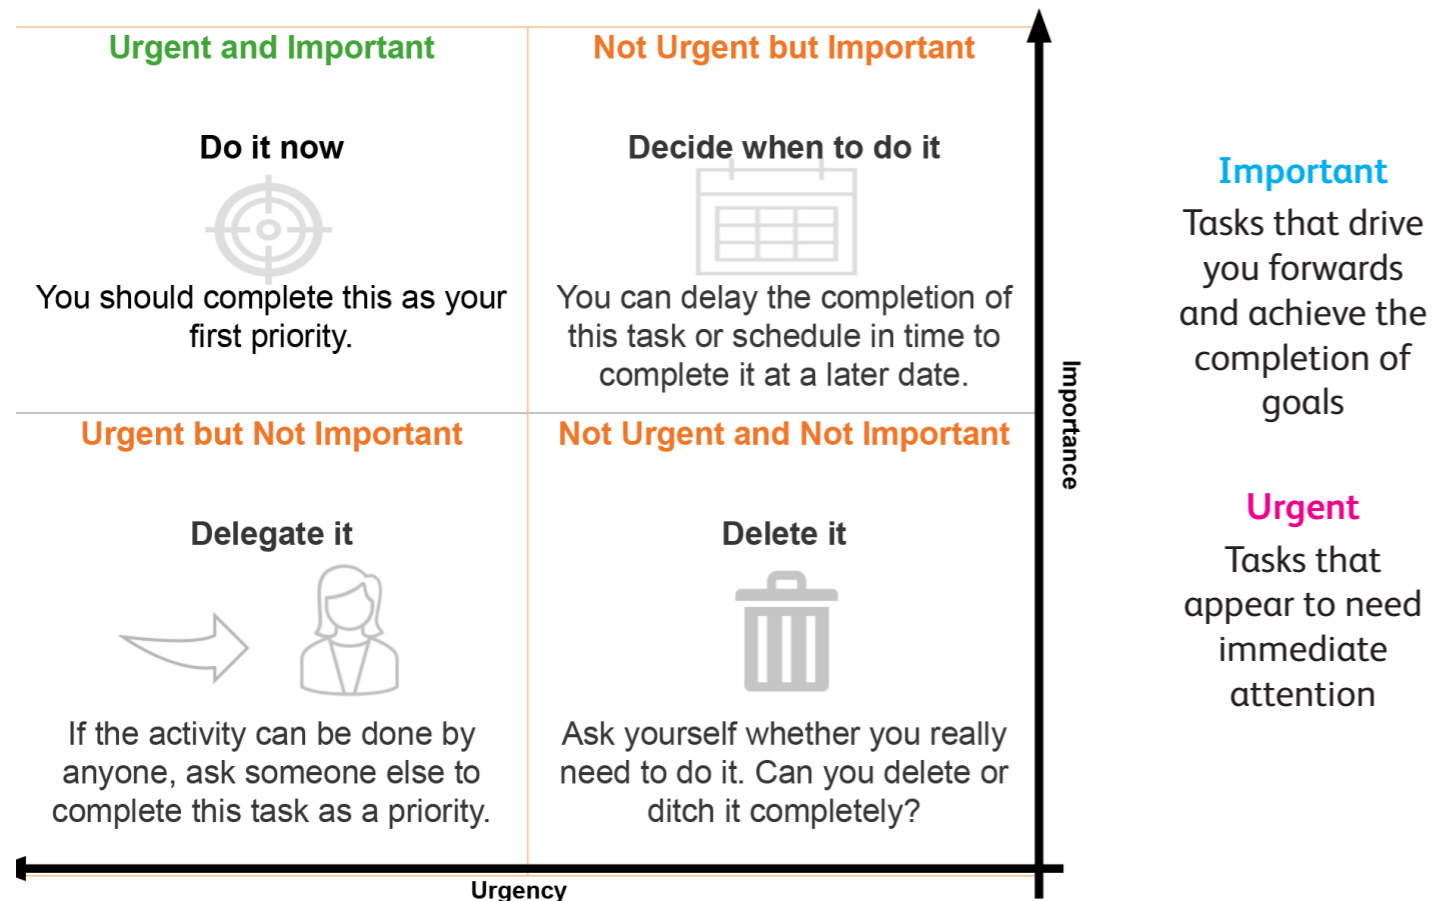 Urgent and Important
Do it now
You should complete this as your
first priority.
Not Urgent but Important
Decide when to do it
You can delay the completion of
this task or schedule in time to
complete it at a later date.
Urgent but Not Important
Delegate it
If the activity can be done by
anyone, ask someone else to
complete this task as a priority.
Not Urgent and Not Important
Delete it
Ask yourself whether you really
need to do it. Can you delete or
ditch it completely?
Importance
Urgency
Important
Tasks that drive
you forwards
and achieve the
completion of
goals
Urgent
Tasks that
appear to need
immediate
attention